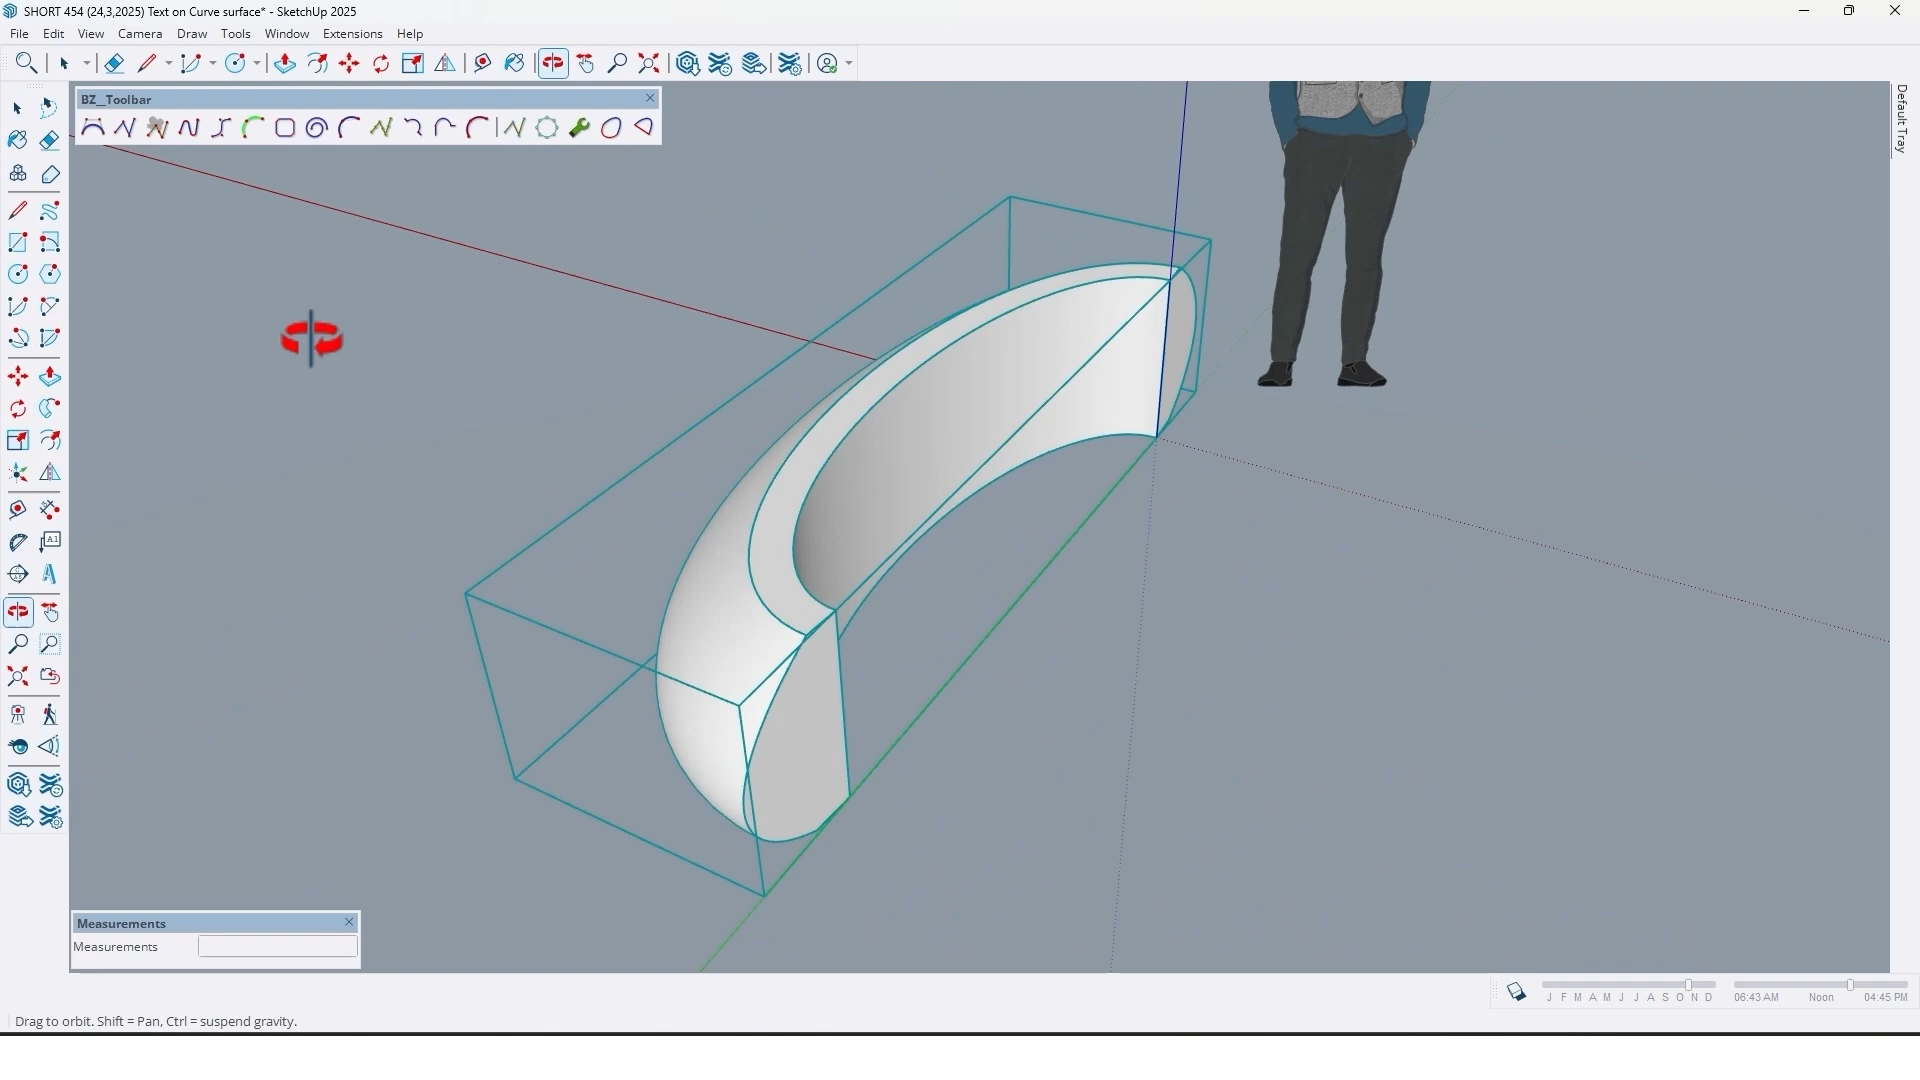 SHORT 454 (24,3,2025) Text on Curve surface* - SketchUp 2025
File Edit View Camera Draw Tools Window Extensions Help
BZ__Toolbar
Default Tray
A1
A
Measurements
Measurements
J F M A M J J A S O N D
06:43 AM Noon 04:45 PM
Drag to orbit. Shift = Pan, Ctrl = suspend gravity.